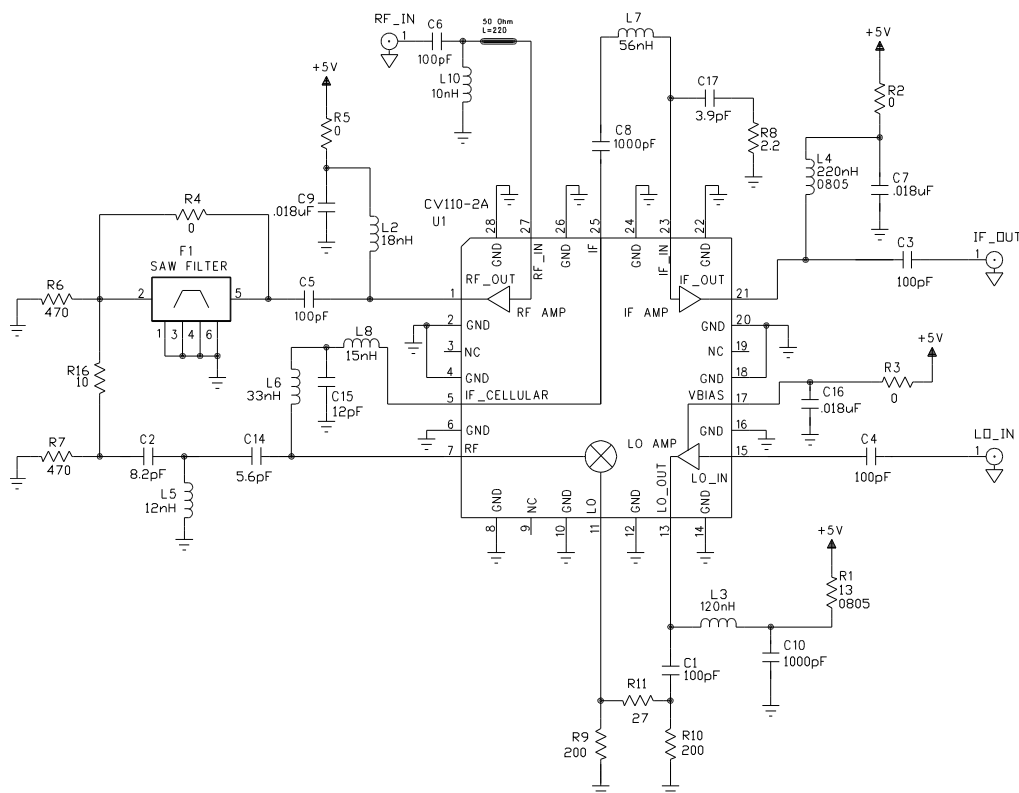 RF_IN
1
C6
100pF
50 Ohm
L=220
L10
10nH
L7
56nH
C17
3.9pF
R8
2.2
C8
1000pF
+5V
R2
0
L4
220nH
0805
C7
.018uF
+5V
R5
0
C9
.018uF
L2
18nH
R4
0
F1
SAW FILTER
2
5
1 3 4 6
R6
470
C5
100pF
CV110-2A
U1
28
27
26
25
24
23
22
GND
RF_IN
GND
IF
GND
IF_IN
GND
RF_OUT
RF AMP
IF_OUT
IF AMP
1
2
GND
3
NC
4
GND
5
IF_CELLULAR
6
GND
7
RF
21
20
GND
19
NC
18
GND
17
VBIAS
16
GND
15
LO AMP
LO_IN
LO_OUT
LO
GND
NC
GND
GND
GND
8
9
10
11
12
13
14
C3
100pF
IF_OUT
1
L8
15nH
L6
33nH
C15
12pF
R16
10
R7
470
C2
8.2pF
C14
5.6pF
L5
12nH
+5V
R3
0
C16
.018uF
C4
100pF
LO_IN
1
+5V
R1
13
0805
L3
120nH
C10
1000pF
C1
100pF
R11
27
R9
200
R10
200